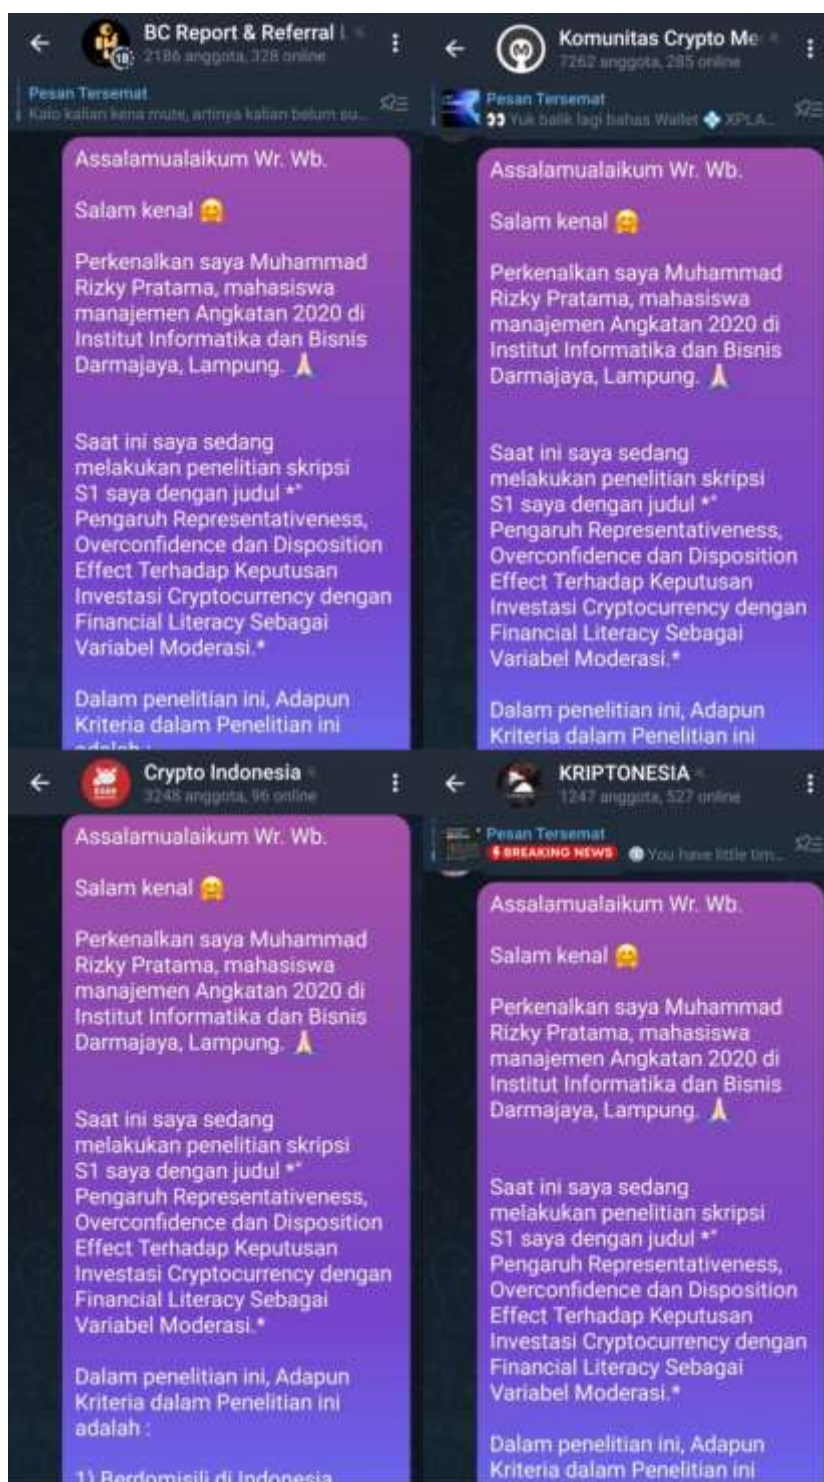 BC Report & Referral
2186 anggota, 328 online
Pesan Tersemat
Kalo kalian kena mute, artinya kalian belum su...
Assalamualaikum Wr. Wb.
Salam kenal 🤗
Perkenalkan saya Muhammad
Rizky Pratama, mahasiswa
manajemen Angkatan 2020 di
Institut Informatika dan Bisnis
Darmajaya, Lampung. 🙏🏻
Saat ini saya sedang
melakukan penelitian skripsi
S1 saya dengan judul *"
Pengaruh Representativeness,
Overconfidence dan Disposition
Effect Terhadap Keputusan
Investasi Cryptocurrency dengan
Financial Literacy Sebagai
Variabel Moderasi.*
Dalam penelitian ini, Adapun
Kriteria dalam Penelitian ini
adalah :
Komunitas Crypto Me
7262 anggota, 285 online
Pesan Tersemat
👀 Yuk balik lagi bahas Wallet 💠 XPLA...
Assalamualaikum Wr. Wb.
Salam kenal 🤗
Perkenalkan saya Muhammad
Rizky Pratama, mahasiswa
manajemen Angkatan 2020 di
Institut Informatika dan Bisnis
Darmajaya, Lampung. 🙏🏻
Saat ini saya sedang
melakukan penelitian skripsi
S1 saya dengan judul *"
Pengaruh Representativeness,
Overconfidence dan Disposition
Effect Terhadap Keputusan
Investasi Cryptocurrency dengan
Financial Literacy Sebagai
Variabel Moderasi.*
Dalam penelitian ini, Adapun
Kriteria dalam Penelitian ini
Crypto Indonesia
3248 anggota, 96 online
Assalamualaikum Wr. Wb.
Salam kenal 🤗
Perkenalkan saya Muhammad
Rizky Pratama, mahasiswa
manajemen Angkatan 2020 di
Institut Informatika dan Bisnis
Darmajaya, Lampung. 🙏🏻
Saat ini saya sedang
melakukan penelitian skripsi
S1 saya dengan judul *"
Pengaruh Representativeness,
Overconfidence dan Disposition
Effect Terhadap Keputusan
Investasi Cryptocurrency dengan
Financial Literacy Sebagai
Variabel Moderasi.*
Dalam penelitian ini, Adapun
Kriteria dalam Penelitian ini
adalah :
1) Berdomisili di Indonesia
KRIPTONESIA
1247 anggota, 527 online
Pesan Tersemat
BREAKING NEWS You have little tim...
Assalamualaikum Wr. Wb.
Salam kenal 🤗
Perkenalkan saya Muhammad
Rizky Pratama, mahasiswa
manajemen Angkatan 2020 di
Institut Informatika dan Bisnis
Darmajaya, Lampung. 🙏🏻
Saat ini saya sedang
melakukan penelitian skripsi
S1 saya dengan judul *"
Pengaruh Representativeness,
Overconfidence dan Disposition
Effect Terhadap Keputusan
Investasi Cryptocurrency dengan
Financial Literacy Sebagai
Variabel Moderasi.*
Dalam penelitian ini, Adapun
Kriteria dalam Penelitian ini